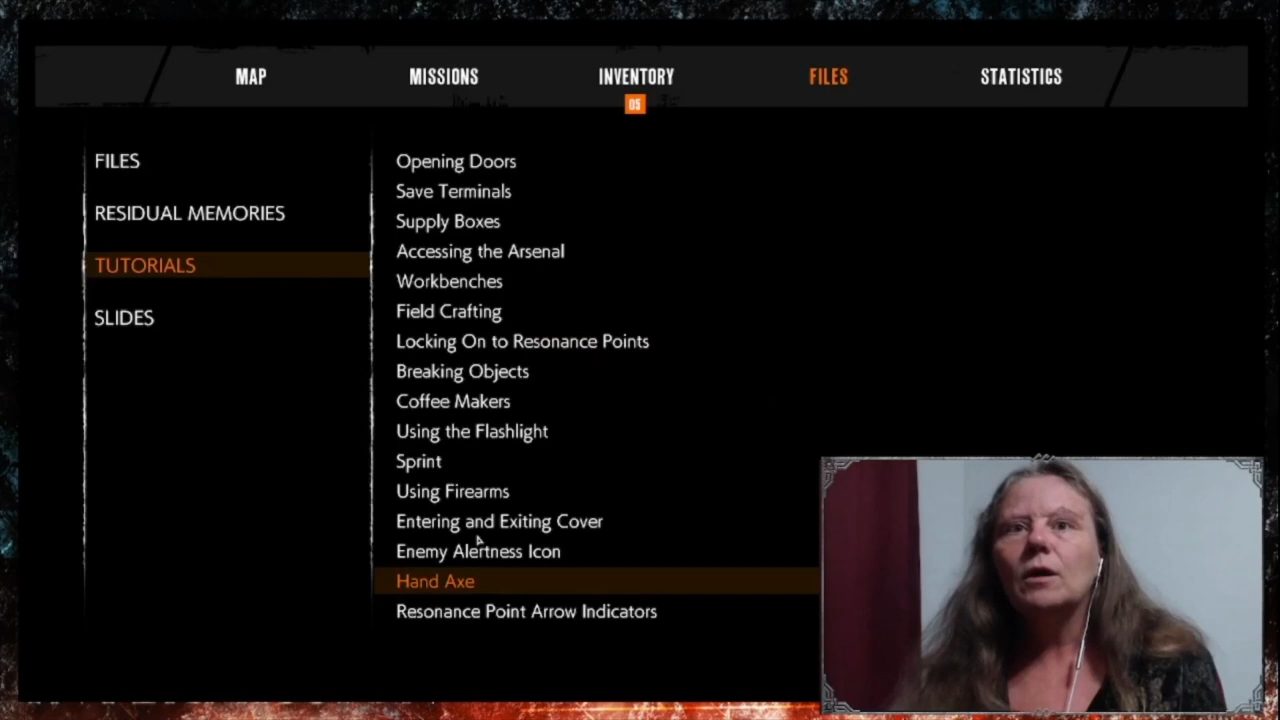 MAP
MISSIONS
INVENTORY
FILES
STATISTICS
05
FILES
RESIDUAL MEMORIES
TUTORIALS
SLIDES
Opening Doors
Save Terminals
Supply Boxes
Accessing the Arsenal
Workbenches
Field Crafting
Locking On to Resonance Points
Breaking Objects
Coffee Makers
Using the Flashlight
Sprint
Using Firearms
Entering and Exiting Cover
Enemy Alertness Icon
Hand Axe
Resonance Point Arrow Indicators